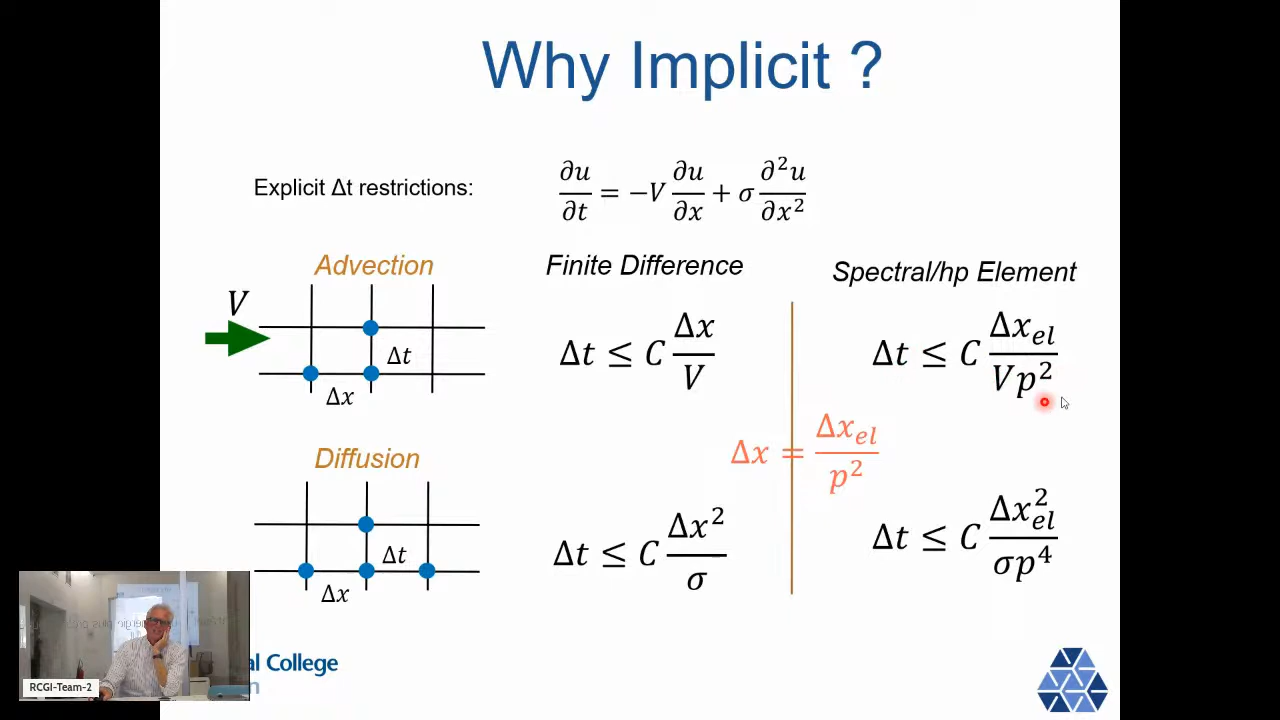 Why Implicit ?
Explicit Δt restrictions:
∂u/∂t = −V ∂u/∂x + σ ∂²u/∂x²
Advection
Finite Difference
Spectral/hp Element
V
Δt
Δx
Δt ≤ C Δx/V
Δt ≤ C Δx_el/Vp²
Δx = Δx_el/p²
Diffusion
Δt
Δx
Δt ≤ C Δx²/σ
Δt ≤ C Δx²_el/σp⁴
al College
n
RCGI-Team-2